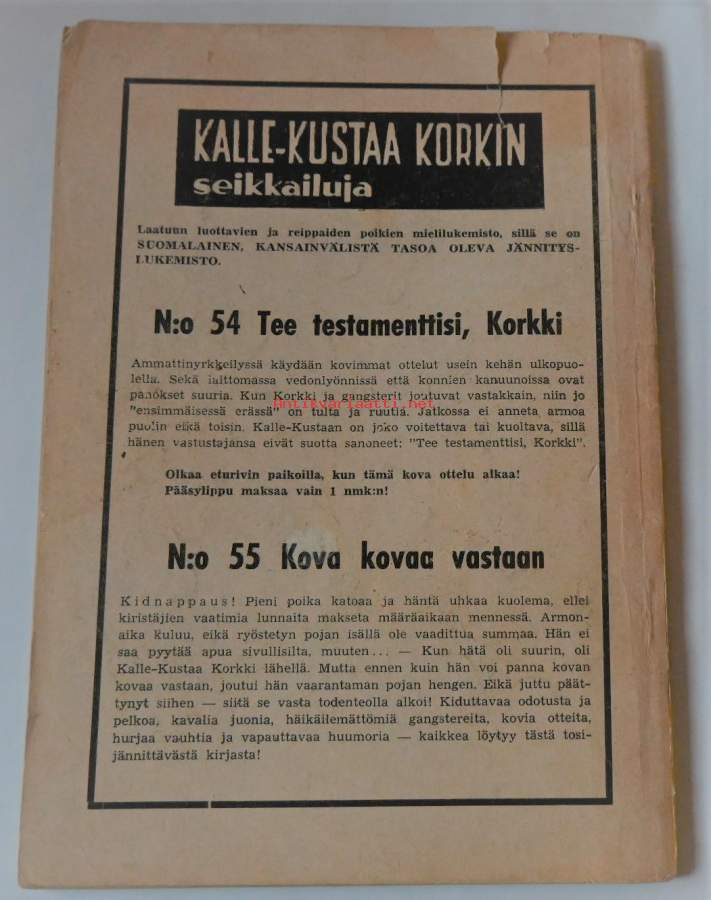 KALLE-KUSTAA KORKIN
seikkailuja
Laatuun luottavien ja reippaiden poikien mielilukemisto, sillä se on
SUOMALAINEN, KANSAINVÄLISTÄ TASOA OLEVA JÄNNITYS-
LUKEMISTO.
N:o 54 Tee testamenttisi, Korkki
Ammattinyrkkeilyssä käydään kovimmat ottelut usein kehän ulkopuo-
lella. Sekä laittomassa vedonlyönnissä että konnien kanuunoissa ovat
panokset suuria. Kun Korkki ja gangsterit joutuvat vastakkain, niin jo
"ensimmäisessä erässä" on tulta ja ruutia. Jatkossa ei anneta armoa
puolin eikä toisin. Kalle-Kustaan on joko voitettava tai kuoltava, sillä
hänen vastustajansa eivät suotta sanoneet: "Tee testamenttisi, Korkki".
Antikvariaatti.net
Olkaa eturivin paikoilla, kun tämä kova ottelu alkaa!
Pääsylippu maksaa vain 1 nmk:n!
N:o 55 Kova kovaa vastaan
Kidnappaus! Pieni poika katoaa ja häntä uhkaa kuolema, ellei
kiristäjien vaatimia lunnaita makseta määräaikaan mennessä. Armon-
aika kuluu, eikä ryöstetyn pojan isällä ole vaadittua summaa. Hän ei
saa pyytää apua sivullisilta, muuten... — Kun hätä oli suurin, oli
Kalle-Kustaa Korkki lähellä. Mutta ennen kuin hän voi panna kovan
kovaa vastaan, joutui hän vaarantaman pojan hengen. Eikä juttu päät-
tynyt siihen — siitä se vasta todenteolla alkoi! Kiduttavaa odotusta ja
pelkoa, kavalia juonia, häikäilemättömiä gangstereita, kovia otteita,
hurjaa vauhtia ja vapauttavaa huumoria — kaikkea löytyy tästä tosi-
jännittävästä kirjasta!